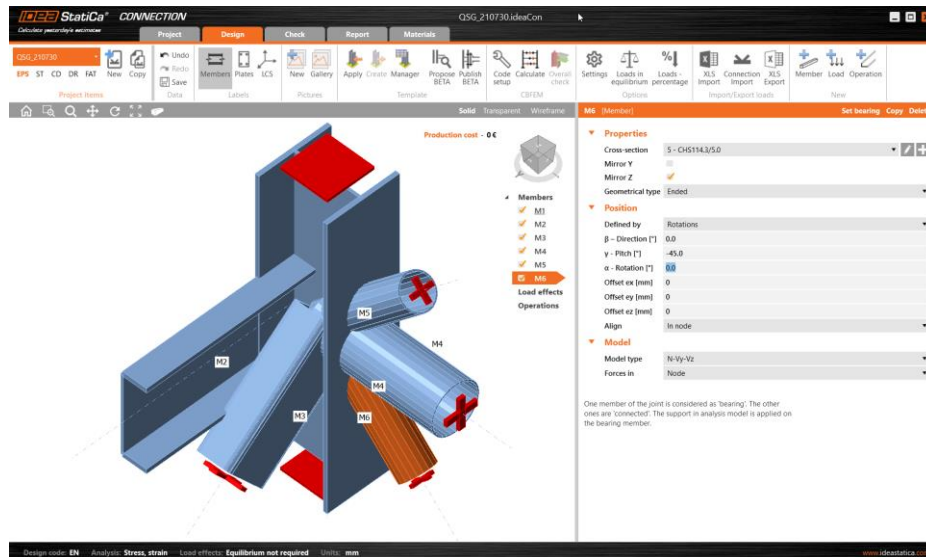 IDEA StatiCa® CONNECTION
Calculate yesterday's estimates
QSG_210730.ideaCon
Project Design Check Report Materials
QSG_210730
EPS ST CD DR FAT
New Copy
Undo
Redo
Save
Members Plates LCS
New Gallery
Apply Create Manager
Propose BETA
Publish BETA
Code setup
Calculate
Overall check
Settings
Loads in equilibrium
Loads - percentage
XLS Import
Connection Import
XLS Export
Member Load Operation
Project Items Data Labels Pictures Template CBFEM Options Import/Export loads New
Solid Transparent Wireframe
M6 [Member]
Set bearing Copy Delet
Production cost - 0 €
Members
M1
M2
M3
M4
M5
M6
Load effects
Operations
M5
M4
M2
M4
M3
M6
Properties
Cross-section 5 - CHS114.3/5.0
Mirror Y
Mirror Z
Geometrical type Ended
Position
Defined by Rotations
β – Direction [°] 0.0
γ - Pitch [°] -45.0
α - Rotation [°] 0.0
Offset ex [mm] 0
Offset ey [mm] 0
Offset ez [mm] 0
Align In node
Model
Model type N-Vy-Vz
Forces in Node
One member of the joint is considered as 'bearing'. The other
ones are 'connected'. The support in analysis model is applied on
the bearing member.
Design code: EN Analysis: Stress, strain Load effects: Equilibrium not required Units: mm
www.ideastatica.co